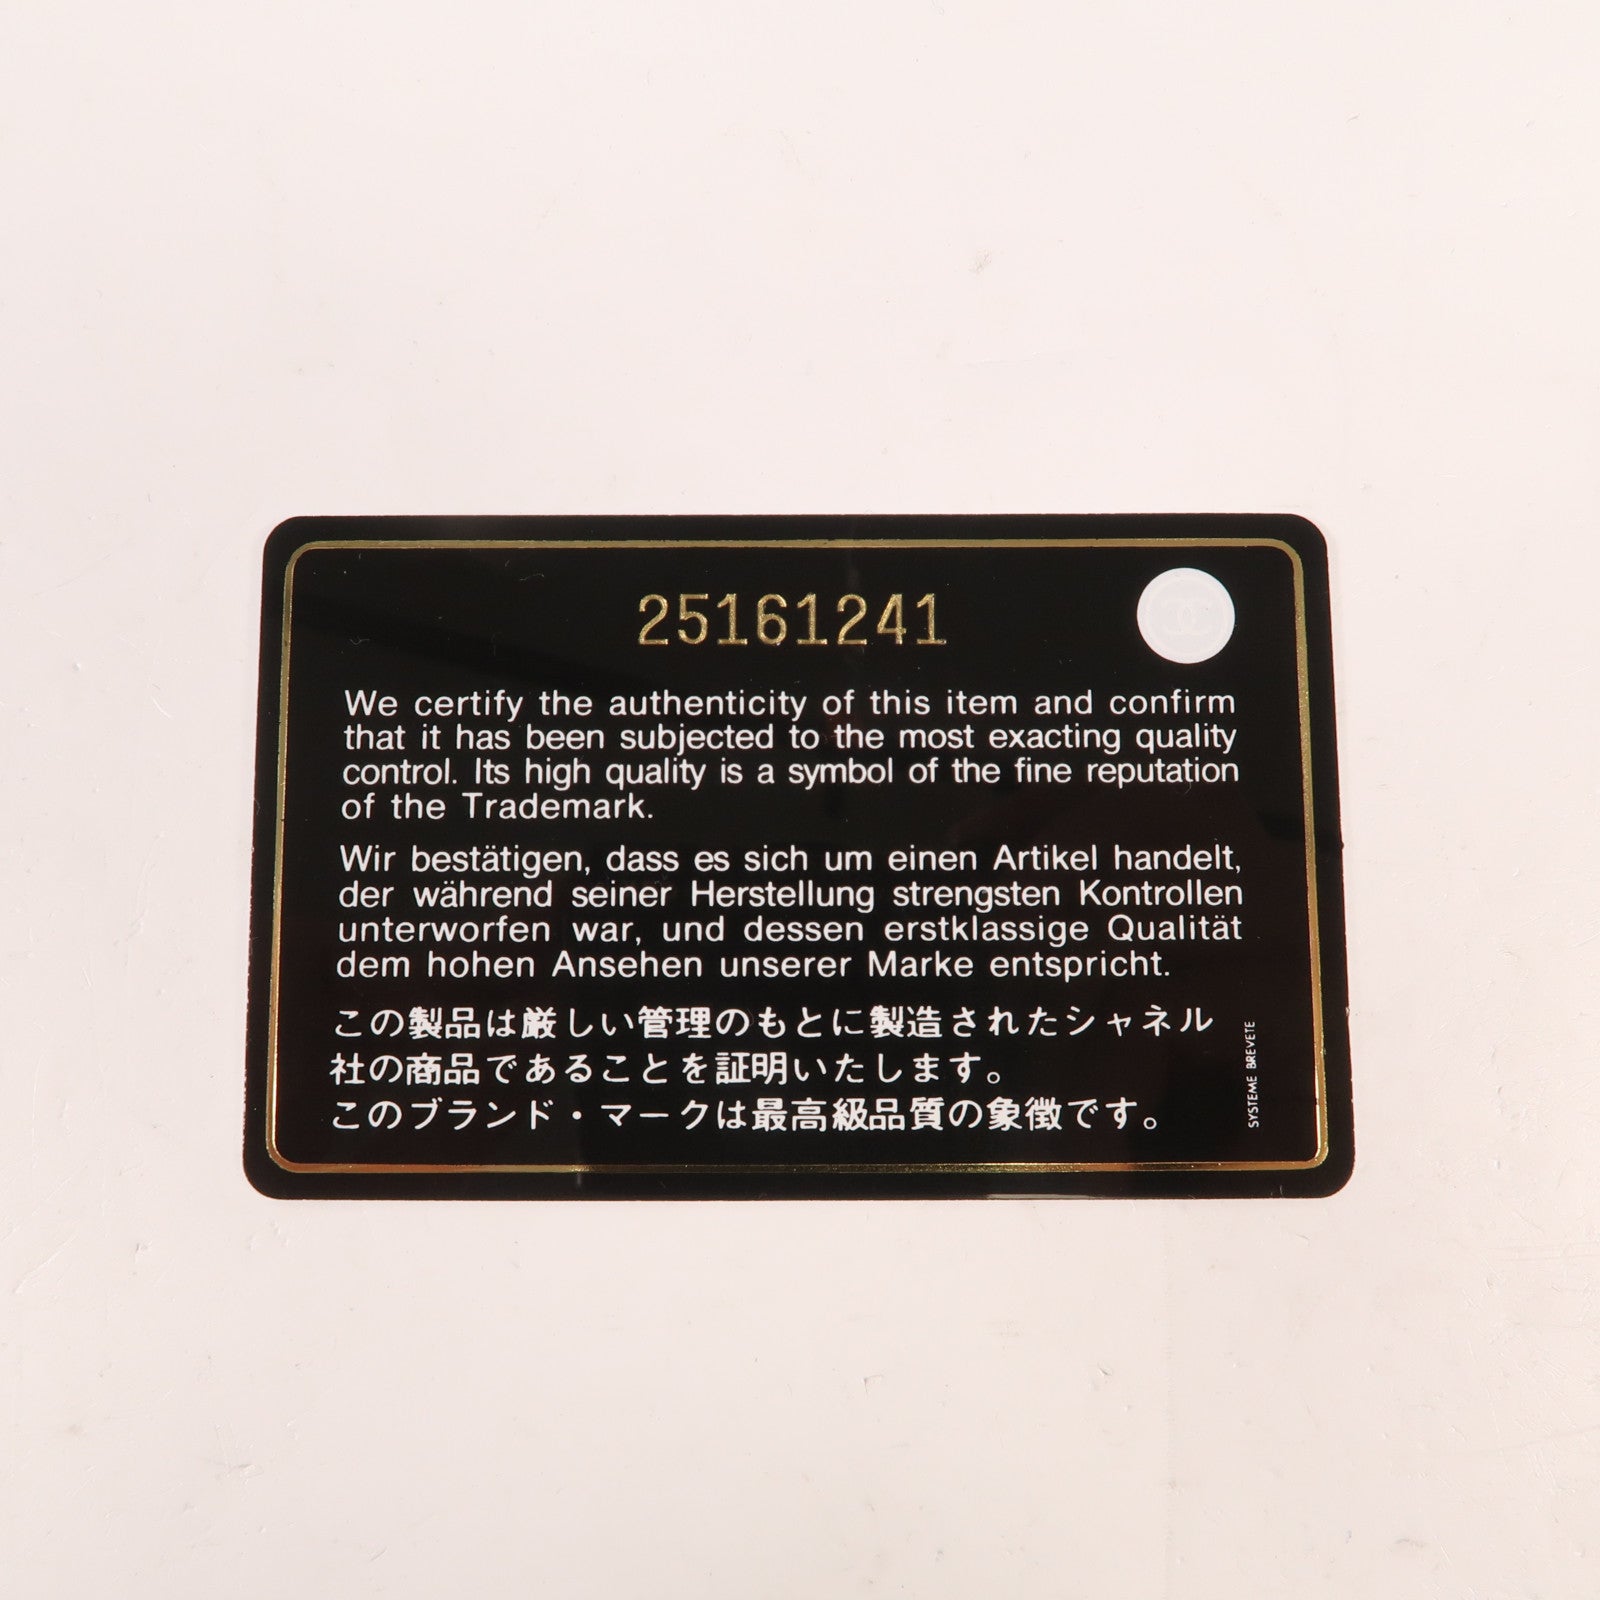 25161241
We certify the authenticity of this item and confirm
that it has been subjected to the most exacting quality
control. Its high quality is a symbol of the fine reputation
of the Trademark.
Wir bestätigen, dass es sich um einen Artikel handelt,
der während seiner Herstellung strengsten Kontrollen
unterworfen war, und dessen erstklassige Qualität
dem hohen Ansehen unserer Marke entspricht.
この製品は厳しい管理のもとに製造されたシャネル
社の商品であることを証明いたします。
このブランド・マークは最高級品質の象徴です。
SYSTEME BREVETE